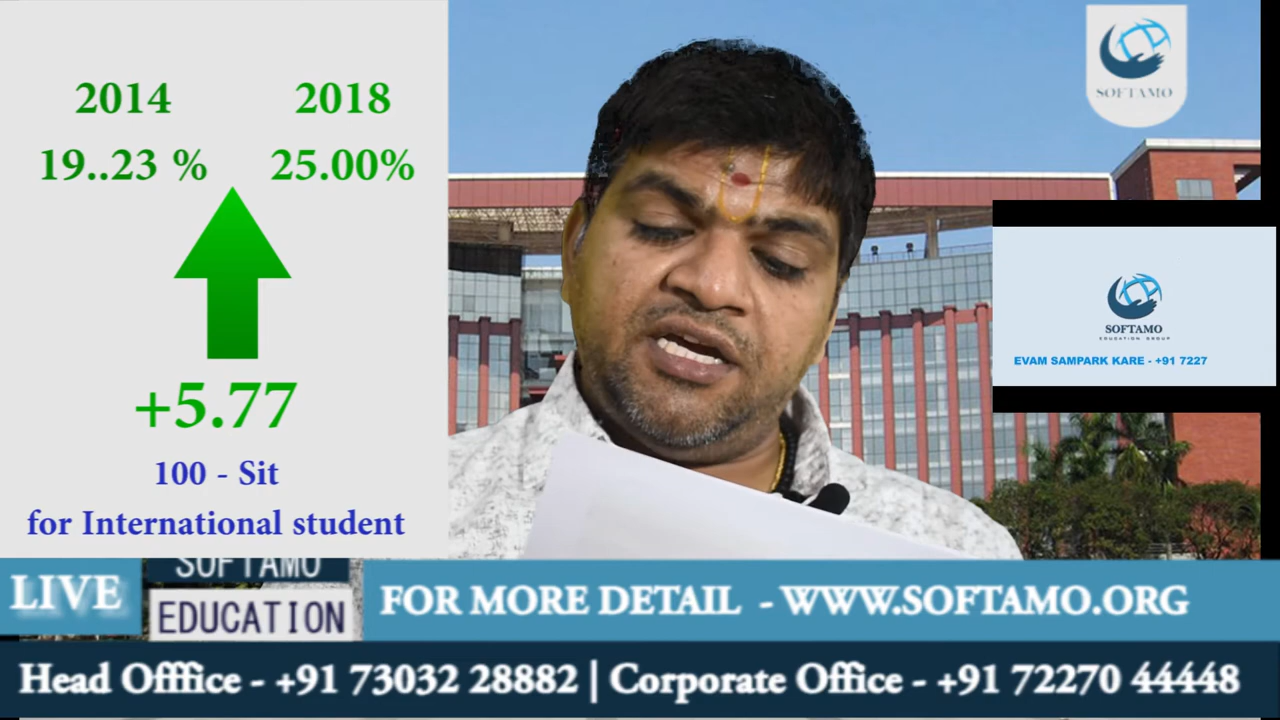 2014 2018
19..23 % 25.00%
+5.77
100 - Sit
for International student
SOFTAMO
SOFTAMO
EDUCATION GROUP
EVAM SAMPARK KARE - +91 7227
LIVE
SOFTAMO
EDUCATION
FOR MORE DETAIL - WWW.SOFTAMO.ORG
Head Offfice - +91 73032 28882 | Corporate Office - +91 72270 44448